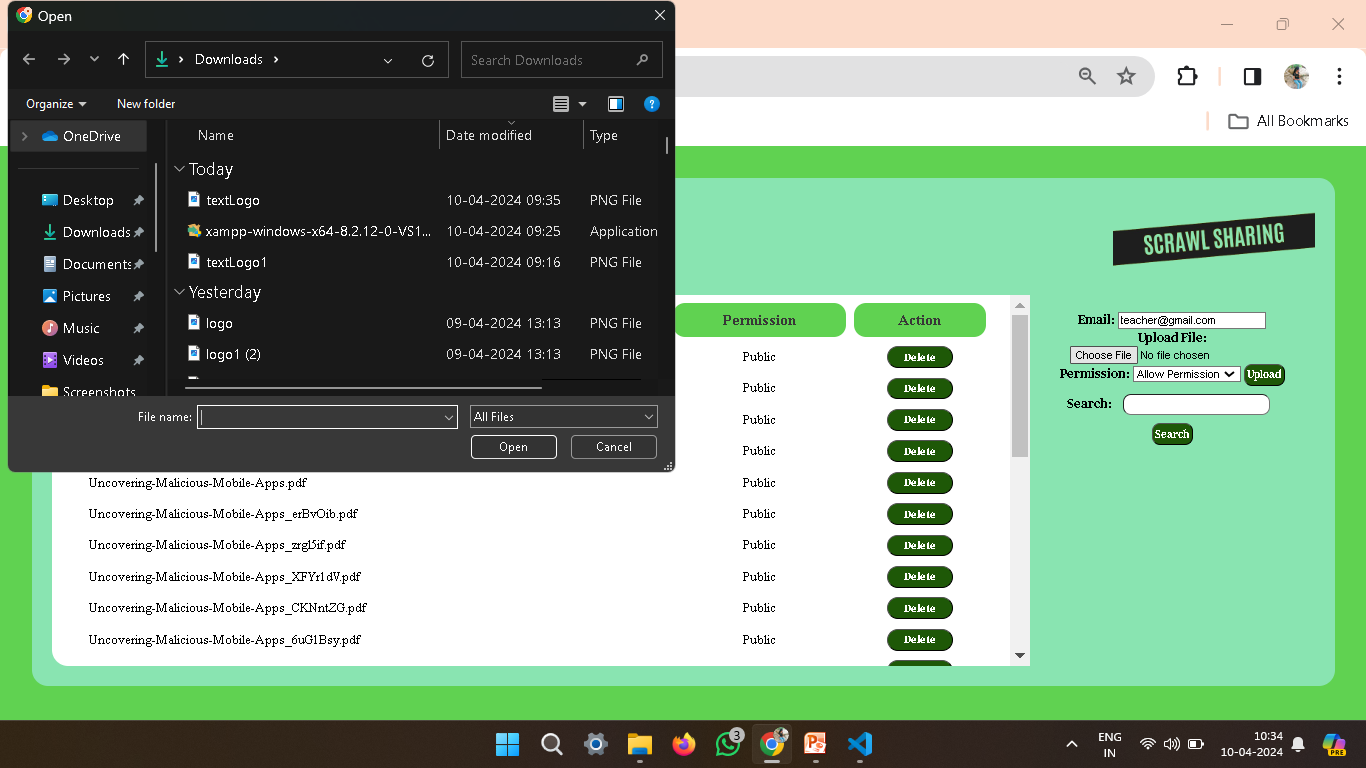 Open
Downloads
Search Downloads
Organize New folder
Name Date modified Type
OneDrive
Today
textLogo 10-04-2024 09:35 PNG File
xampp-windows-x64-8.2.12-0-VS1... 10-04-2024 09:25 Application
textLogo1 10-04-2024 09:16 PNG File
Yesterday
logo 09-04-2024 13:13 PNG File
logo1 (2) 09-04-2024 13:13 PNG File
Desktop
Downloads
Documents
Pictures
Music
Videos
Screenshots
File name: All Files
Open Cancel
All Bookmarks
SCRAWL SHARING
Permission Action
Public Delete
Public Delete
Public Delete
Public Delete
Uncovering-Malicious-Mobile-Apps.pdf Public Delete
Uncovering-Malicious-Mobile-Apps_erBvOib.pdf Public Delete
Uncovering-Malicious-Mobile-Apps_zrgl5if.pdf Public Delete
Uncovering-Malicious-Mobile-Apps_XFYr1dV.pdf Public Delete
Uncovering-Malicious-Mobile-Apps_CKNntZG.pdf Public Delete
Uncovering-Malicious-Mobile-Apps_6uG1Bsy.pdf Public Delete
Email: teacher@gmail.com
Upload File:
Choose File No file chosen
Permission: Allow Permission Upload
Search:
Search
3
ENG
IN
10:34
10-04-2024
PRE